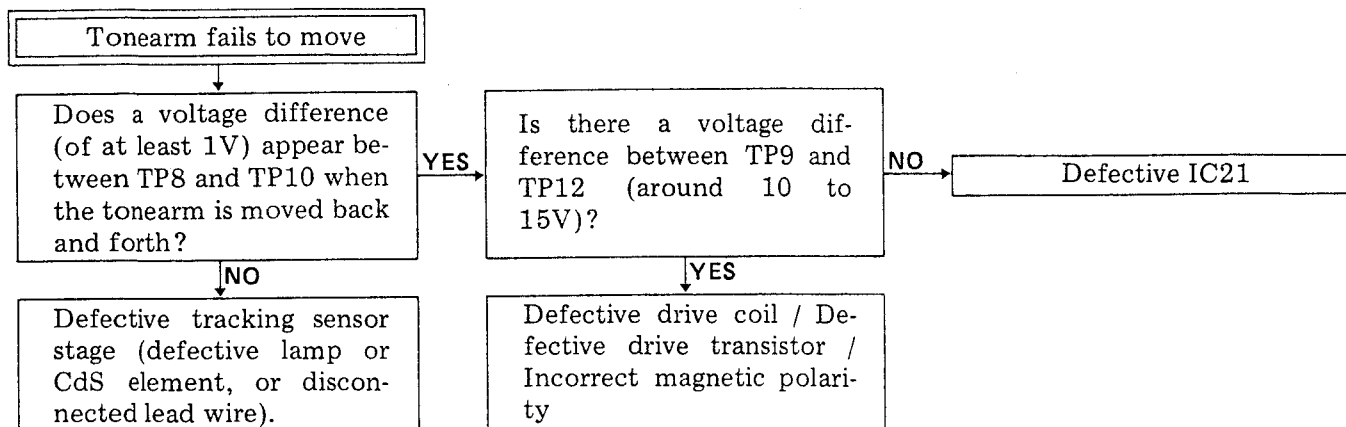 Tonearm fails to move
Does a voltage difference
(of at least 1V) appear be-
tween TP8 and TP10 when
the tonearm is moved back
and forth?
YES
Is there a voltage dif-
ference between TP9 and
TP12 (around 10 to
15V)?
NO
Defective IC21
NO
Defective tracking sensor
stage (defective lamp or
CdS element, or discon-
nected lead wire).
YES
Defective drive coil / De-
fective drive transistor /
Incorrect magnetic polari-
ty